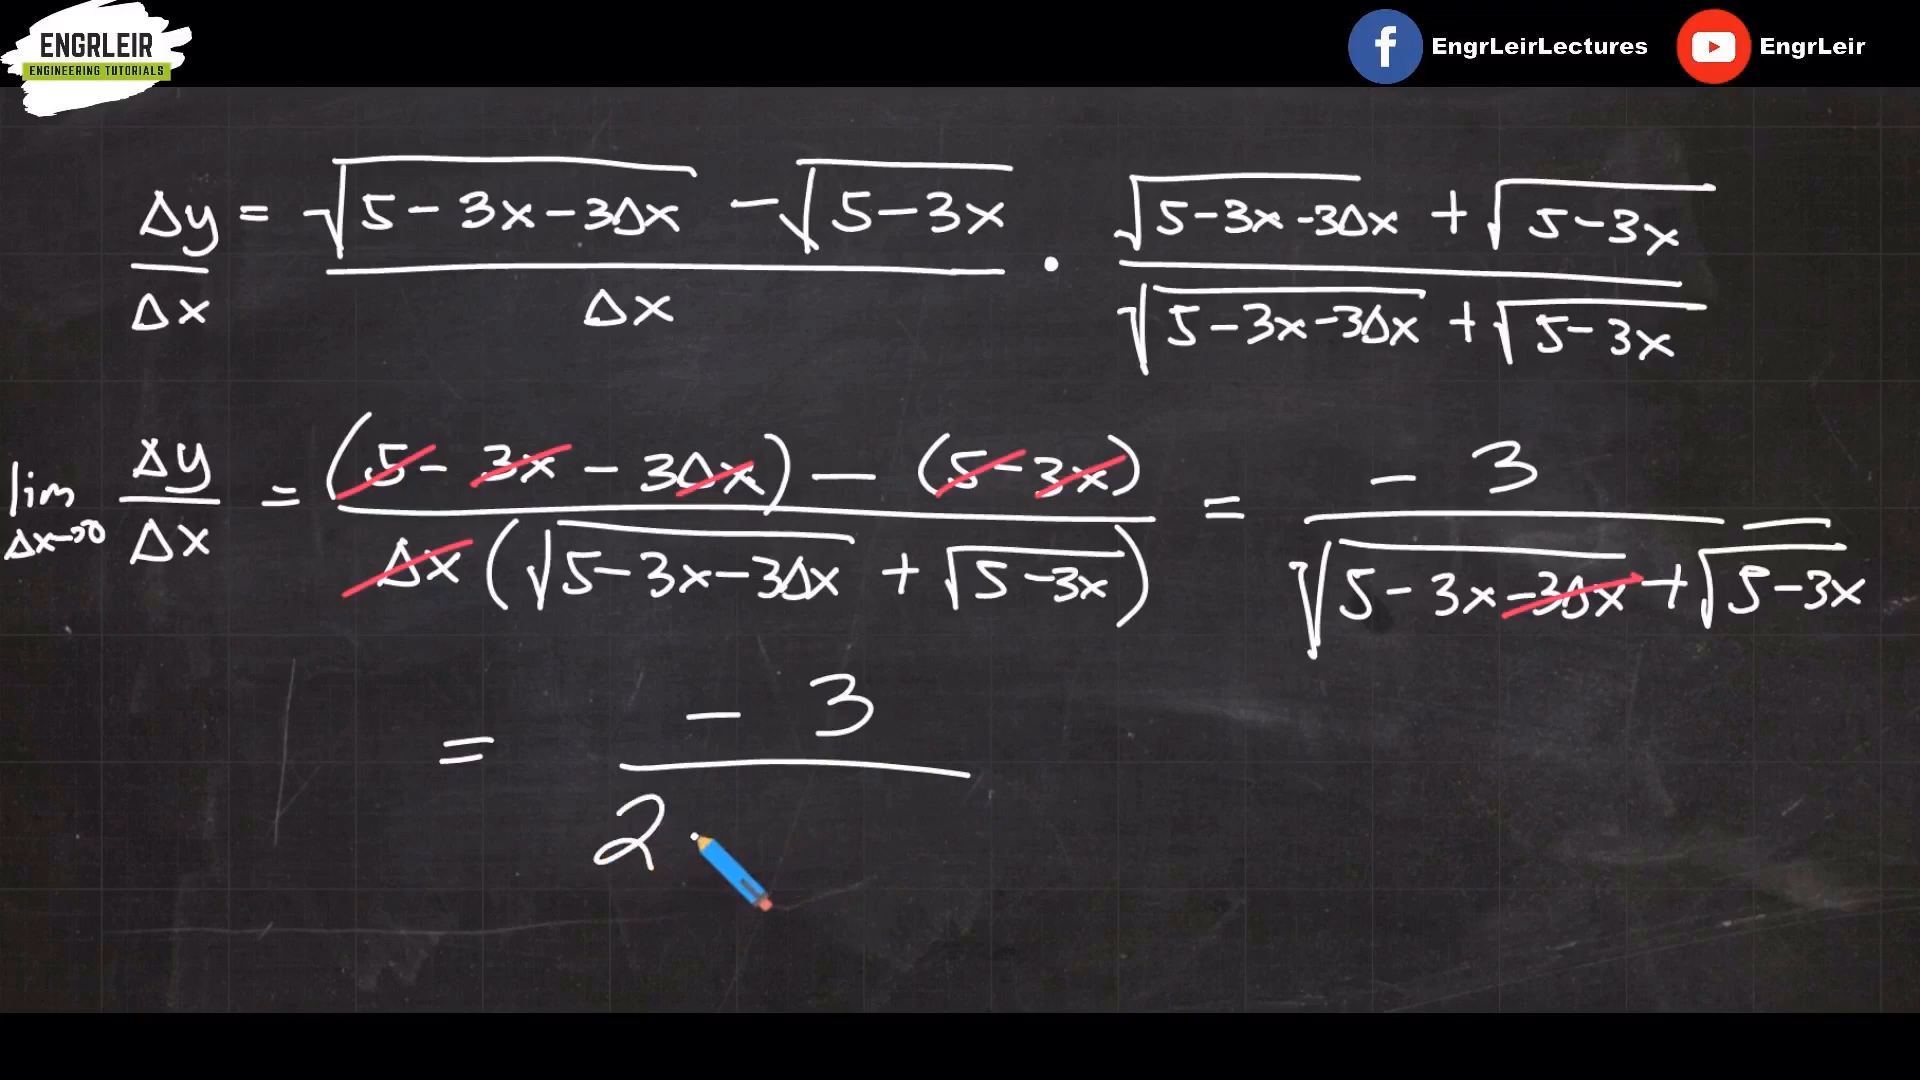 ENGRLEIR
ENGINEERING TUTORIALS
EngrLeirLectures
EngrLeir
Δy/Δx = (√(5-3x-3Δx) - √(5-3x))/Δx · (√(5-3x-3Δx) + √(5-3x))/(√(5-3x-3Δx) + √(5-3x))
lim Δx→0 Δy/Δx = ((5-3x-3Δx) - (5-3x))/(Δx(√(5-3x-3Δx) + √(5-3x))) = -3/(√(5-3x-3Δx) + √(5-3x))
= -3/2